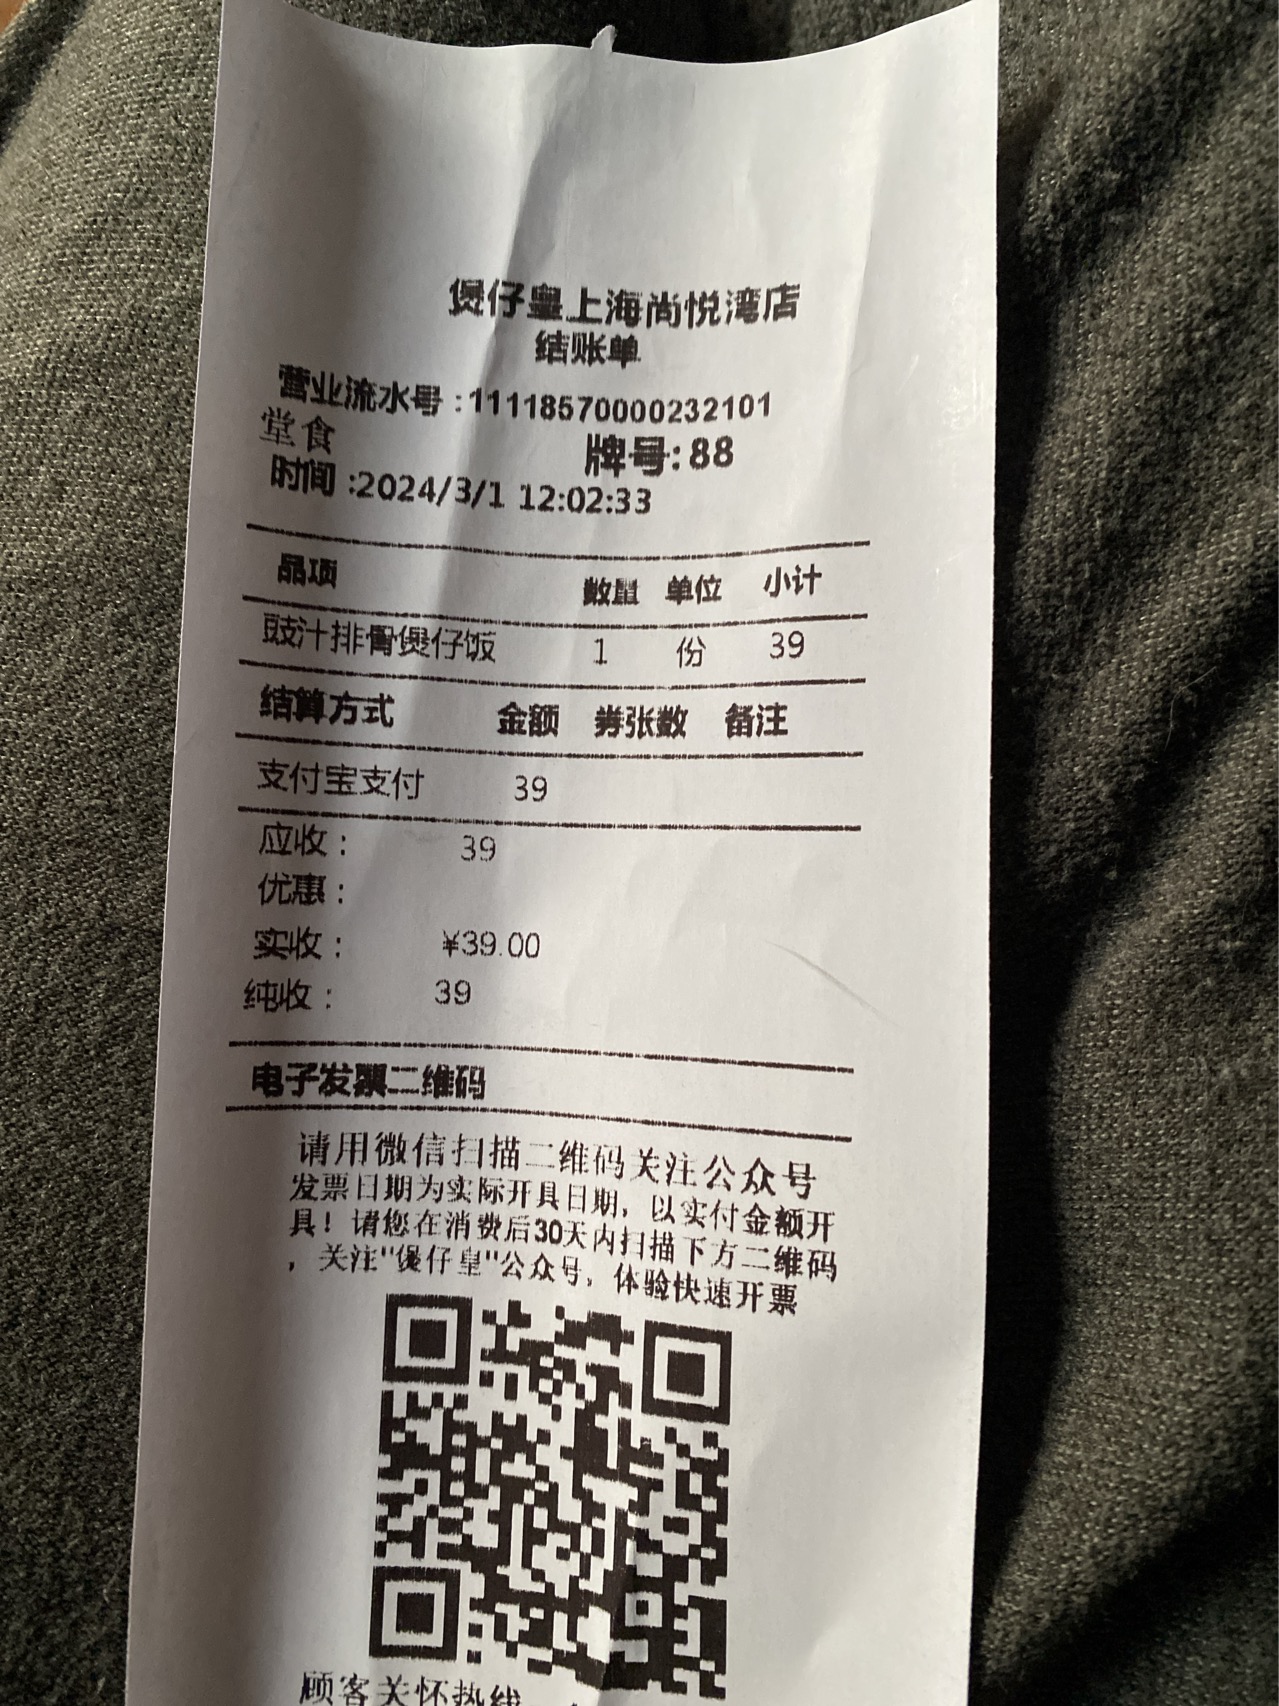 煲仔皇上海尚悦湾店
结账单
营业流水号:11118570000232101
堂食 牌号:88
时间:2024/3/1 12:02:33
品项 数量 单位 小计
豉汁排骨煲仔饭 1 份 39
结算方式 金额 券张数 备注
支付宝支付 39
应收: 39
优惠:
实收: ¥39.00
纯收: 39
电子发票二维码
请用微信扫描二维码关注公众号
发票日期为实际开具日期，以实付金额开
具！请您在消费后30天内扫描下方二维码
，关注"煲仔皇"公众号，体验快速开票
顾客关怀热线